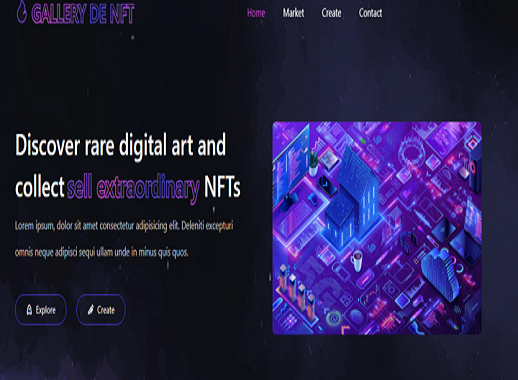 GALLERY DE NFT
Home Market Create Contact
Discover rare digital art and
collect sell extraordinary NFTs
Lorem ipsum, dolor sit amet consectetur adipisicing elit. Deleniti excepturi
omnis neque adipisci sequi ullam unde in minus quis quos.
Explore Create